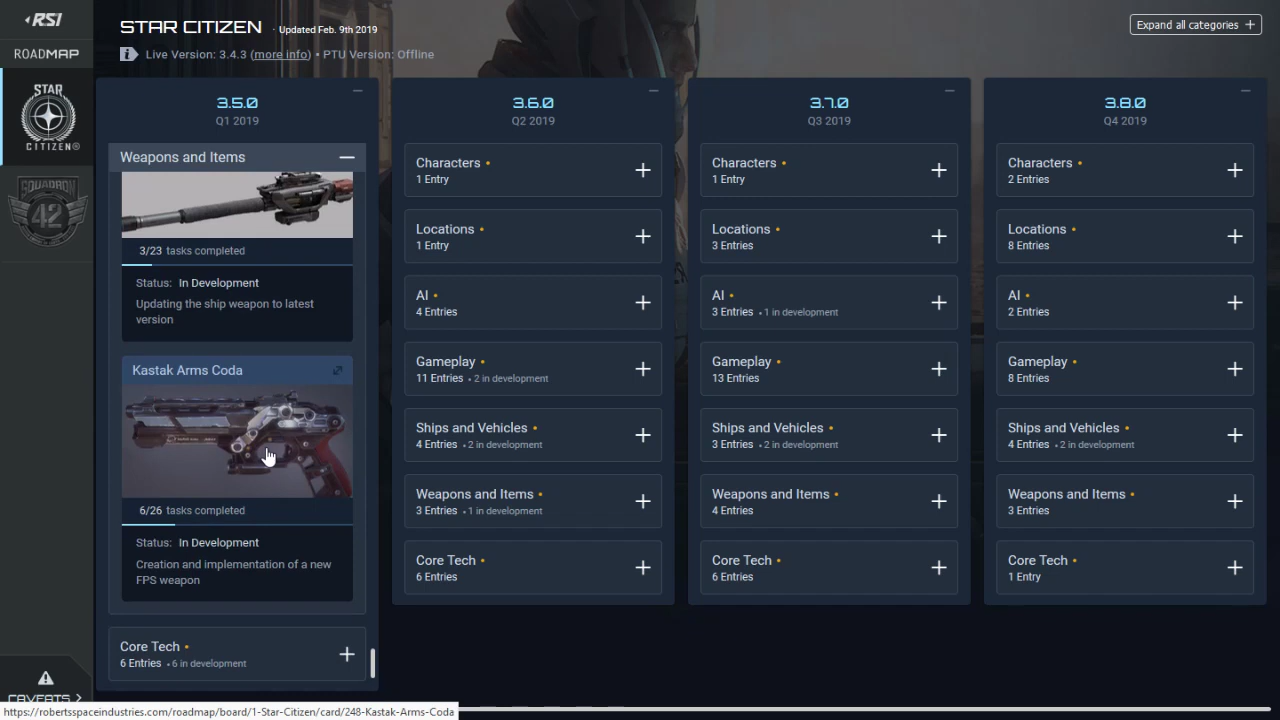 RSI
ROADMAP
STAR CITIZEN®
SQUADRON 42
CAVEATS
STAR CITIZEN • Updated Feb. 9th 2019
Live Version: 3.4.3 (more info) • PTU Version: Offline
Expand all categories +
3.5.0
Q1 2019
Weapons and Items
3/23 tasks completed
Status: In Development
Updating the ship weapon to latest
version
Kastak Arms Coda
6/26 tasks completed
Status: In Development
Creation and implementation of a new
FPS weapon
Core Tech •
6 Entries • 6 in development
3.6.0
Q2 2019
Characters •
1 Entry
Locations •
1 Entry
AI •
4 Entries
Gameplay •
11 Entries • 2 in development
Ships and Vehicles •
4 Entries • 2 in development
Weapons and Items •
3 Entries • 1 in development
Core Tech •
6 Entries
3.7.0
Q3 2019
Characters •
1 Entry
Locations •
3 Entries
AI •
3 Entries • 1 in development
Gameplay •
13 Entries
Ships and Vehicles •
3 Entries • 2 in development
Weapons and Items •
4 Entries
Core Tech •
6 Entries
3.8.0
Q4 2019
Characters •
2 Entries
Locations •
8 Entries
AI •
2 Entries
Gameplay •
8 Entries
Ships and Vehicles •
4 Entries • 2 in development
Weapons and Items •
3 Entries
Core Tech •
1 Entry
https://robertsspaceindustries.com/roadmap/board/1-Star-Citizen/card/248-Kastak-Arms-Coda